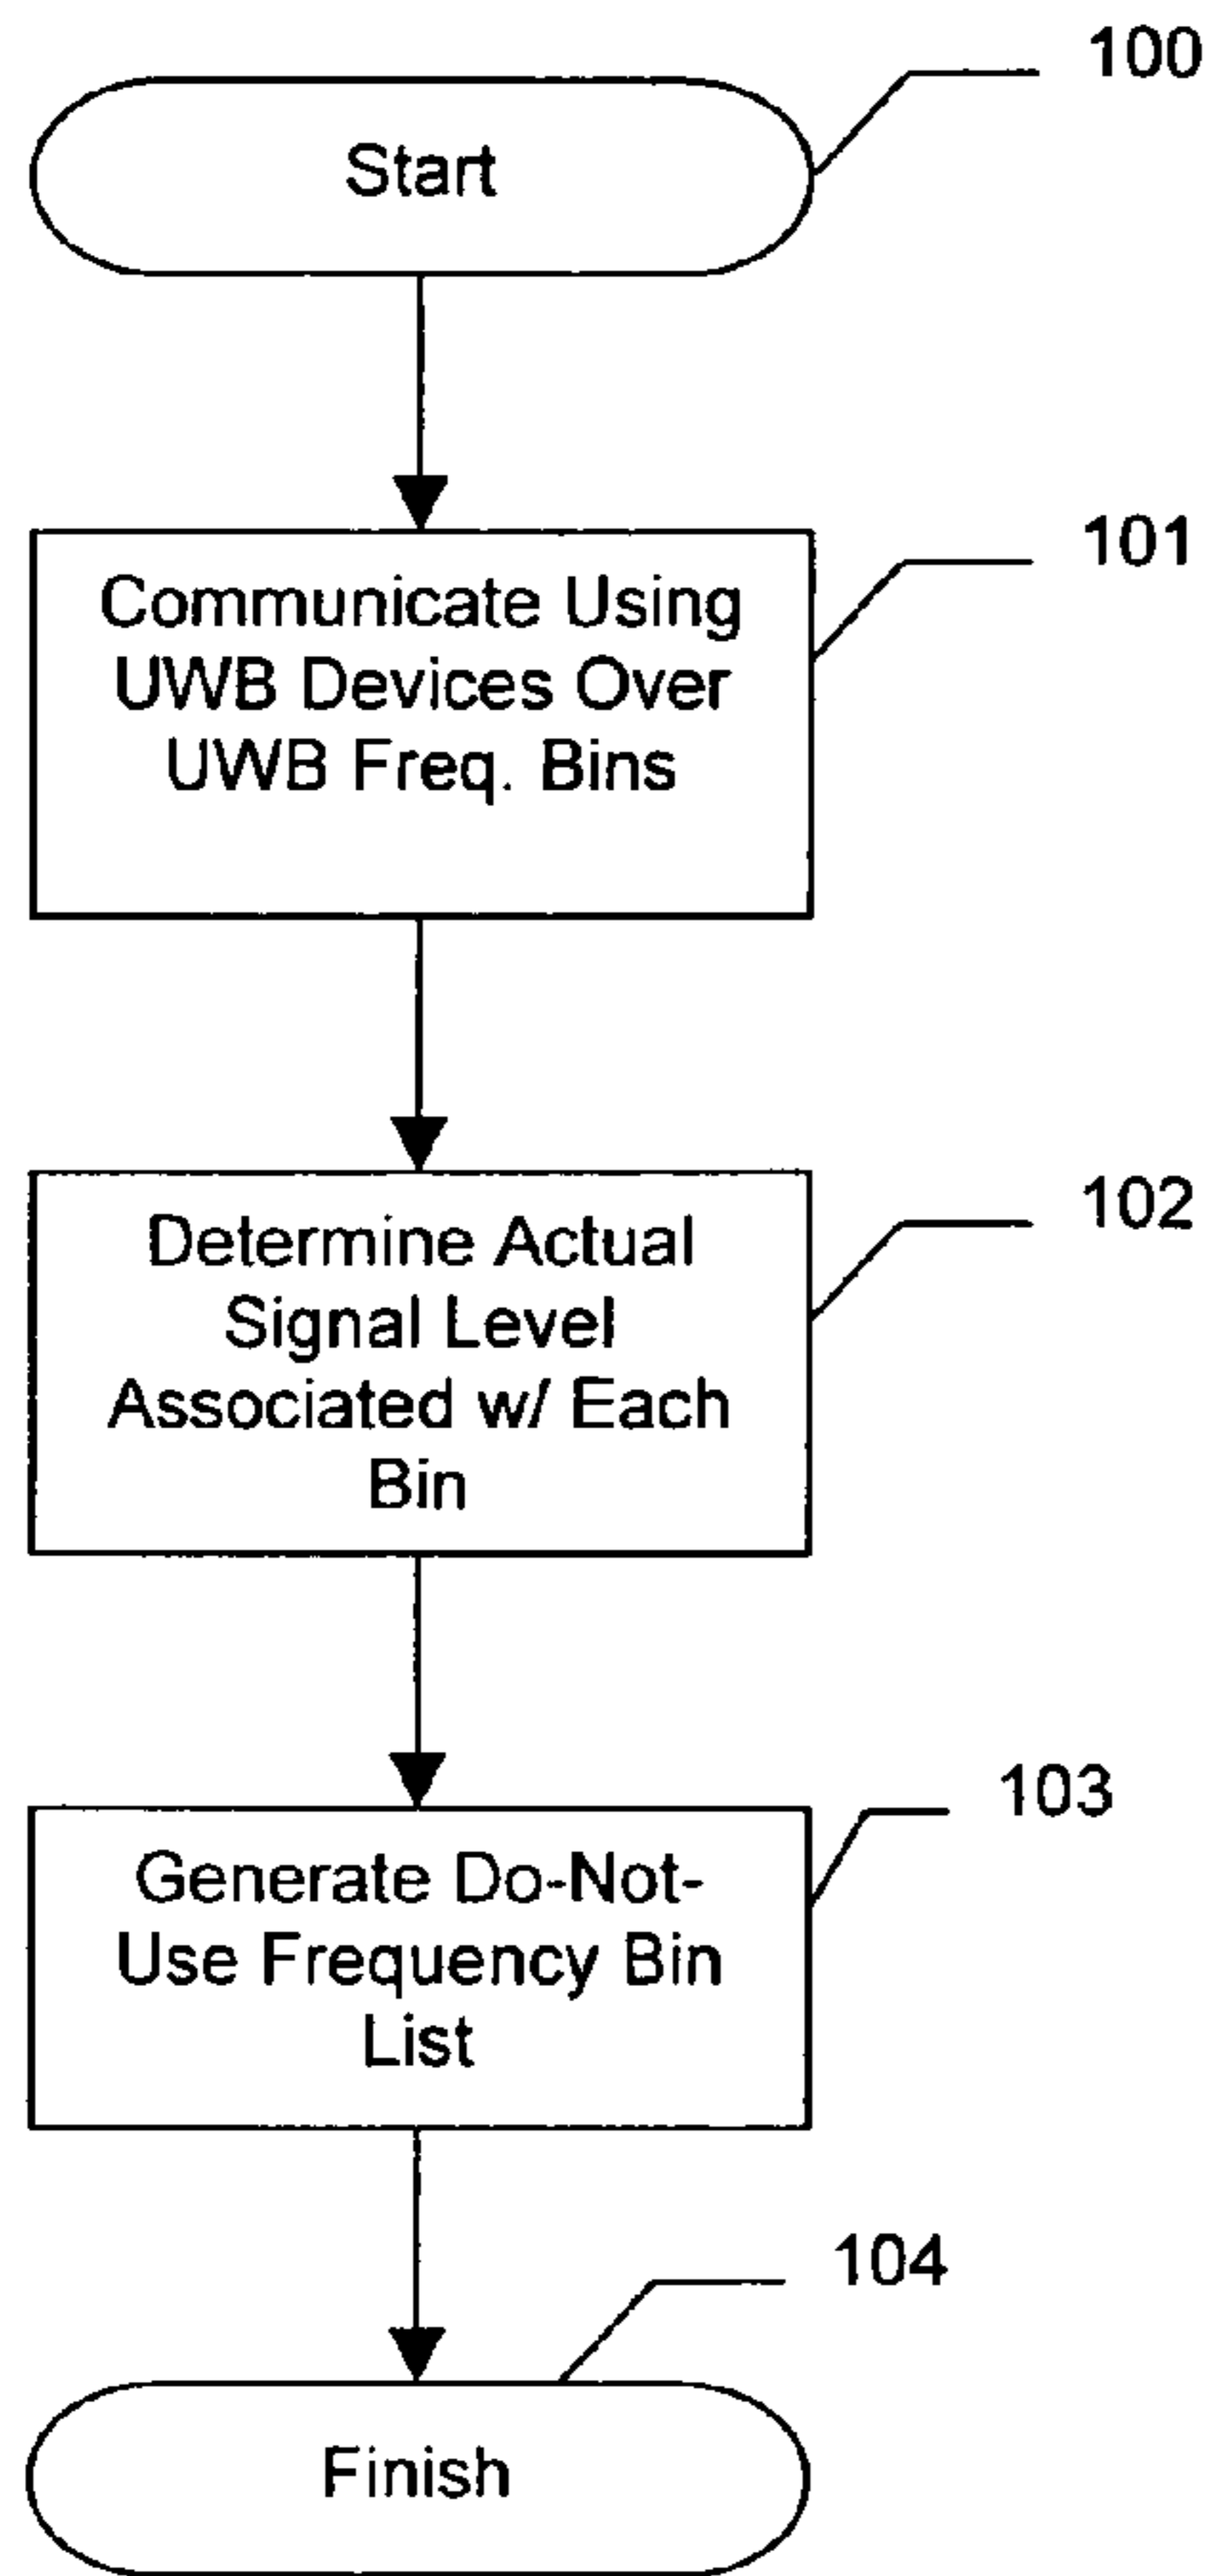 100
Start
101
Communicate Using
UWB Devices Over
UWB Freq. Bins
102
Determine Actual
Signal Level
Associated w/ Each
Bin
103
Generate Do-Not-
Use Frequency Bin
List
104
Finish